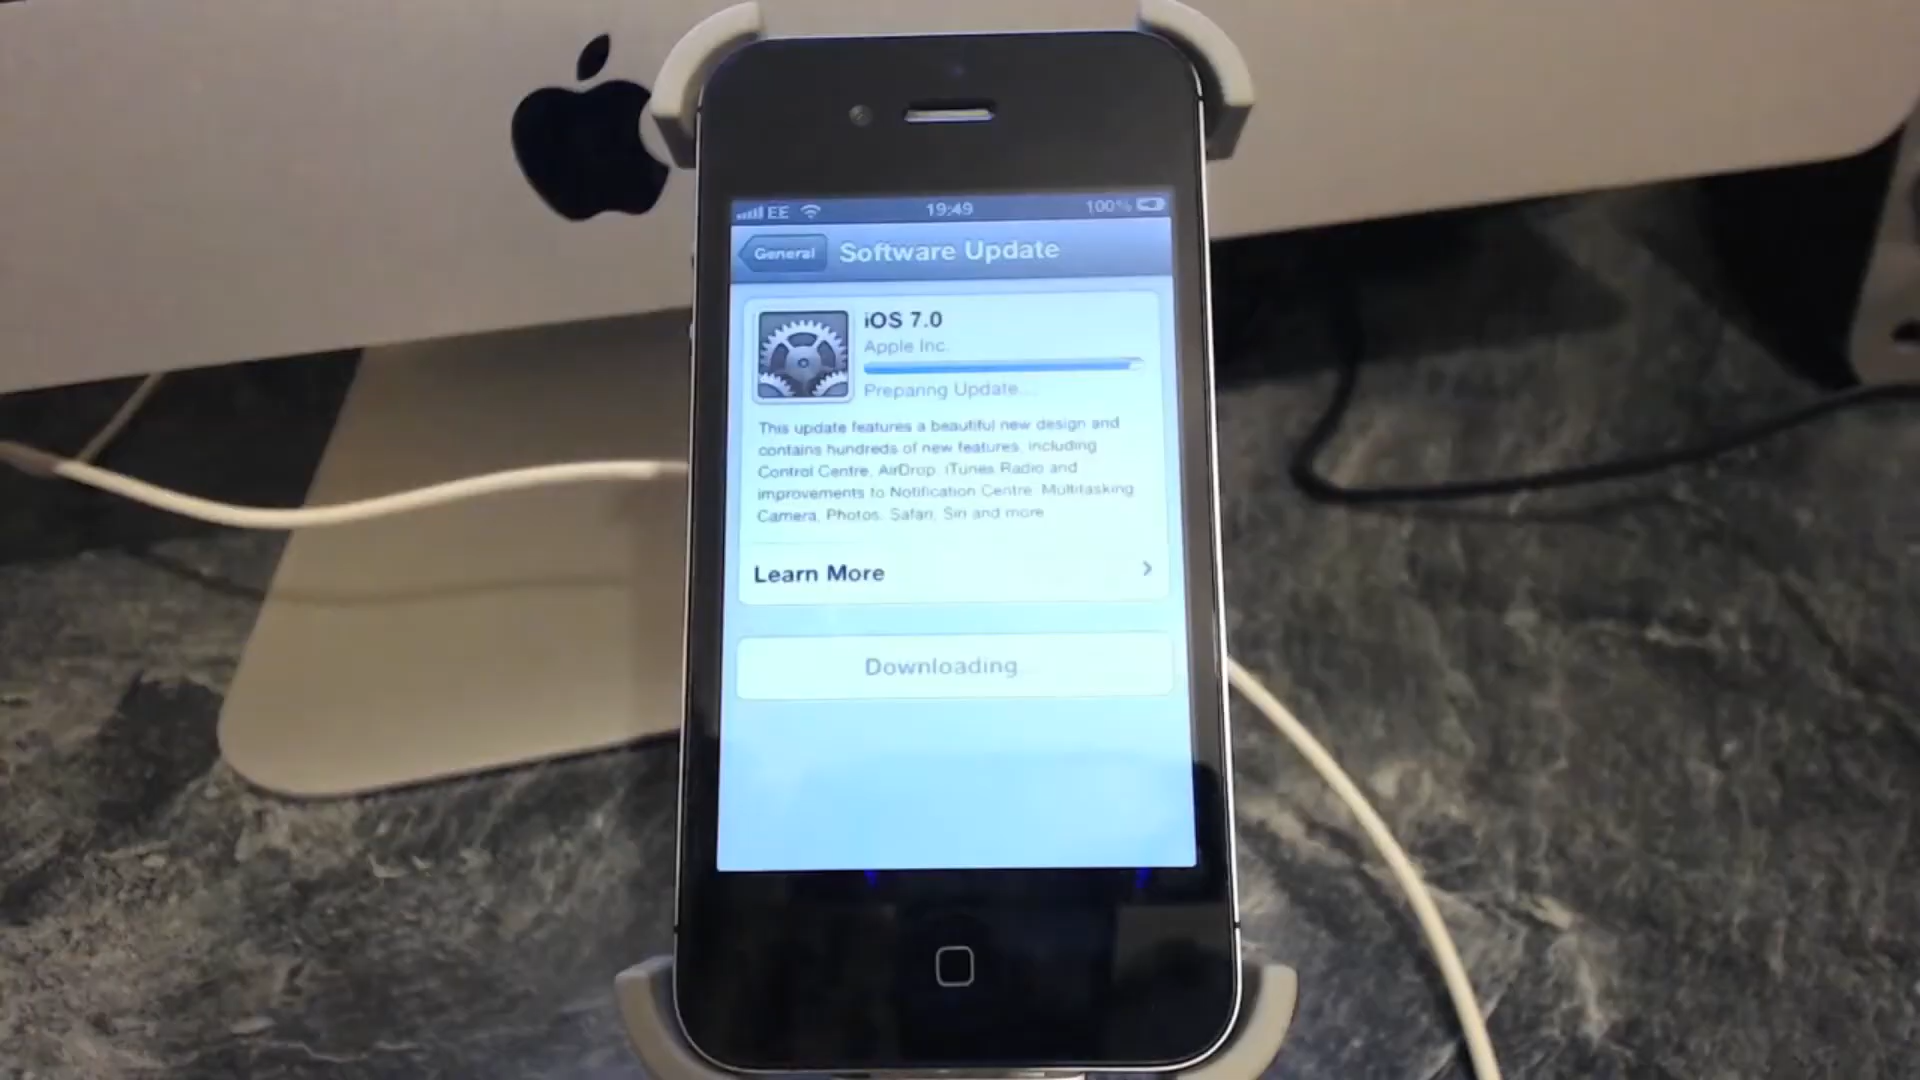 EE 19:49 100%
General Software Update
iOS 7.0
Apple Inc.
Preparing Update...
This update features a beautiful new design and
contains hundreds of new features, including
Control Centre, AirDrop, iTunes Radio and
improvements to Notification Centre, Multitasking
Camera, Photos, Safari, Siri and more
Learn More
Downloading...